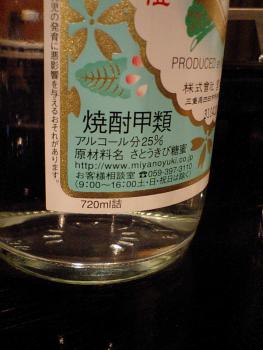 児の発育に悪影響を与えるおそれがあります。
PRODUCED
株式会社
焼酎甲類
アルコール分25%
原材料名 さとうきび糖蜜
http://www.miyanoyuki.co.jp
お客様相談室 ☎059-397-3110
(9:00〜16:00土・日・祝日は除く)
720ml詰